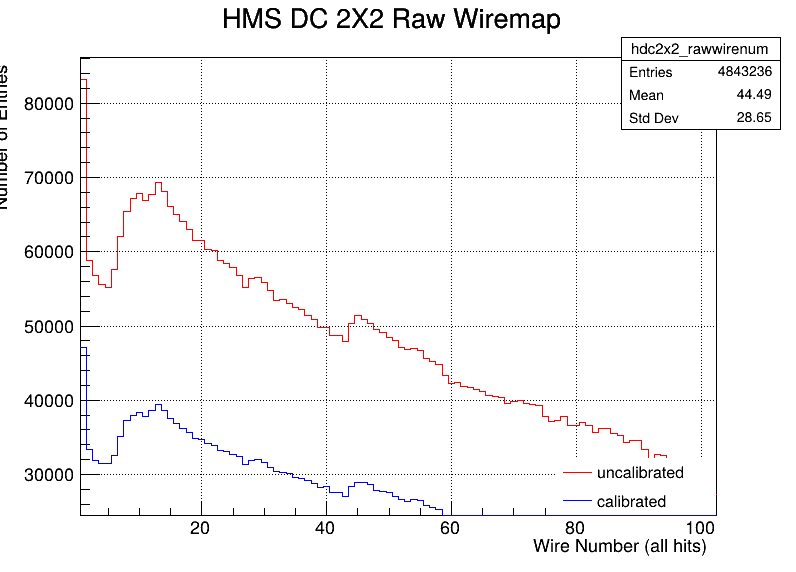 HMS DC 2X2 Raw Wiremap
hdc2x2_rawwirenum
Entries 4843236
Mean 44.49
Std Dev 28.65
Number of Entries
80000
70000
60000
50000
40000
30000
uncalibrated
calibrated
20 40 60 80 100
Wire Number (all hits)